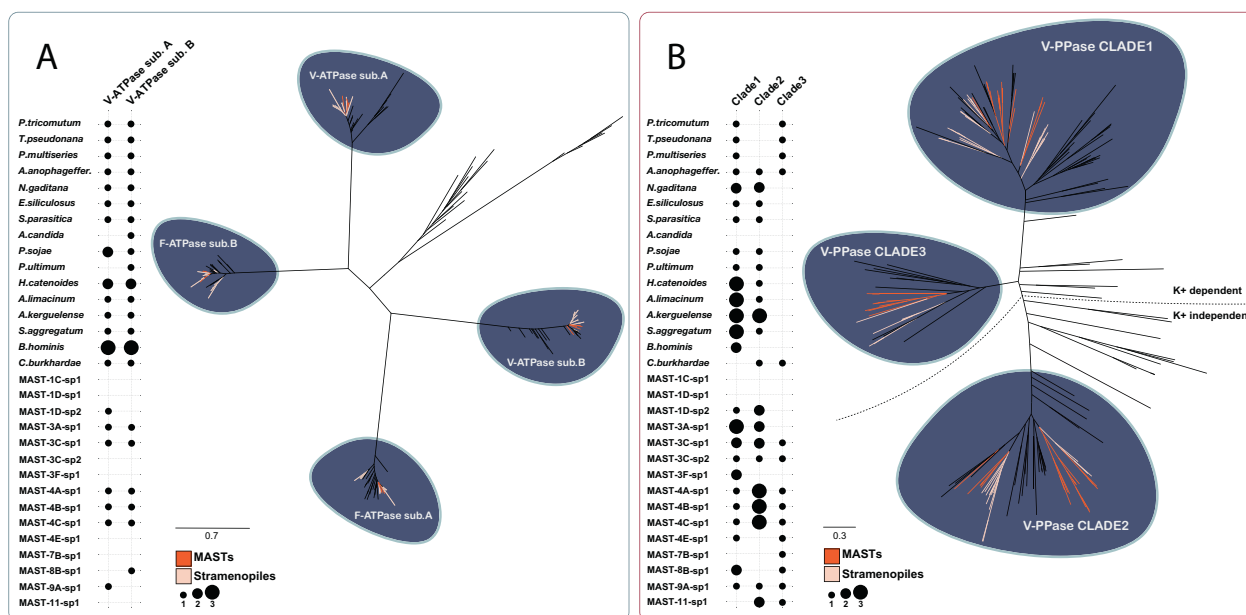 A
V-ATPase sub. A
V-ATPase sub. B
P.tricornutum
T.pseudonana
P.multiseries
A.anophageffer.
N.gaditana
E.siliculosus
S.parasitica
A.candida
P.sojae
P.ultimum
H.catenoides
A.limacinum
A.kerguelense
S.aggregatum
B.hominis
C.burkhardae
MAST-1C-sp1
MAST-1D-sp1
MAST-1D-sp2
MAST-3A-sp1
MAST-3C-sp1
MAST-3C-sp2
MAST-3F-sp1
MAST-4A-sp1
MAST-4B-sp1
MAST-4C-sp1
MAST-4E-sp1
MAST-7B-sp1
MAST-8B-sp1
MAST-9A-sp1
MAST-11-sp1
V-ATPase sub.A
F-ATPase sub.B
V-ATPase sub.B
F-ATPase sub.A
0.7
MASTs
Stramenopiles
1 2 3
B
Clade1
Clade2
Clade3
P.tricornutum
T.pseudonana
P.multiseries
A.anophageffer.
N.gaditana
E.siliculosus
S.parasitica
A.candida
P.sojae
P.ultimum
H.catenoides
A.limacinum
A.kerguelense
S.aggregatum
B.hominis
C.burkhardae
MAST-1C-sp1
MAST-1D-sp1
MAST-1D-sp2
MAST-3A-sp1
MAST-3C-sp1
MAST-3C-sp2
MAST-3F-sp1
MAST-4A-sp1
MAST-4B-sp1
MAST-4C-sp1
MAST-4E-sp1
MAST-7B-sp1
MAST-8B-sp1
MAST-9A-sp1
MAST-11-sp1
V-PPase CLADE1
V-PPase CLADE3
K+ dependent
K+ independent
V-PPase CLADE2
0.3
MASTs
Stramenopiles
1 2 3